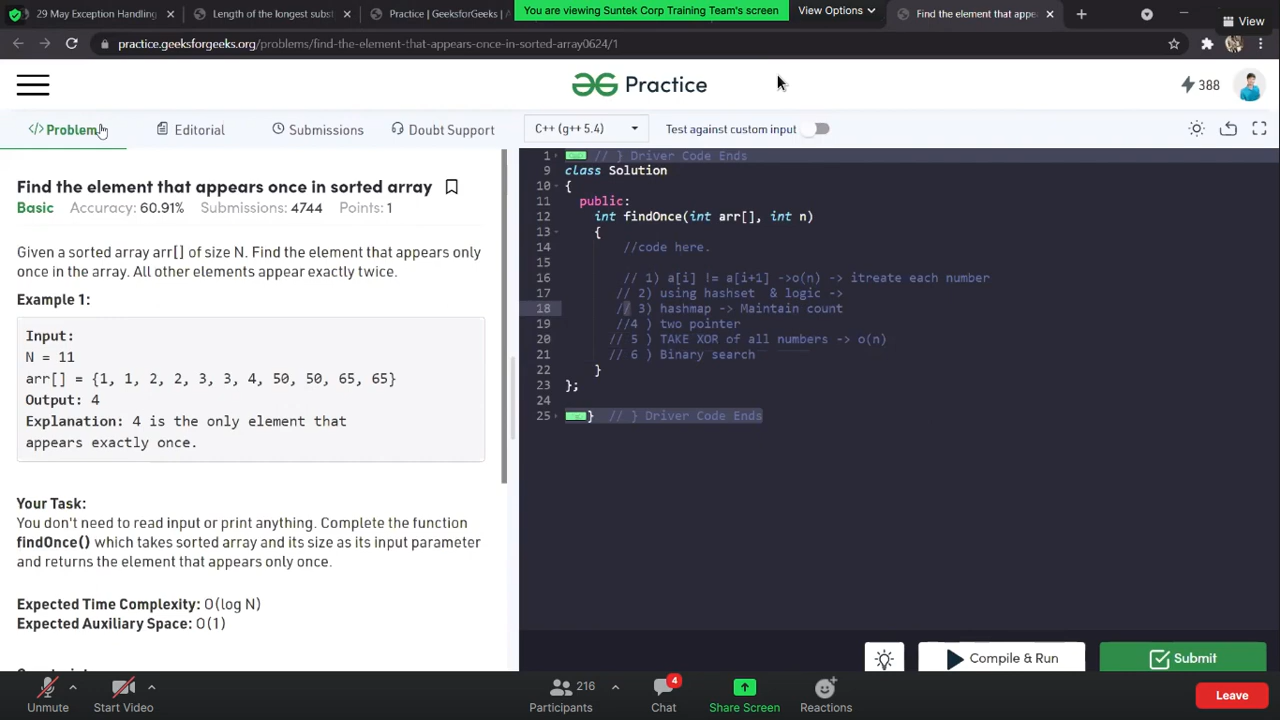 29 May Exception Handling
Length of the longest subst
Practice | GeeksforGeeks |
You are viewing Suntek Corp Training Team's screen
View Options
Find the element that appe
View
practice.geeksforgeeks.org/problems/find-the-element-that-appears-once-in-sorted-array0624/1
Practice
388
</> Problem
Editorial
Submissions
Doubt Support
C++ (g++ 5.4)
Test against custom input
Find the element that appears once in sorted array
Basic Accuracy: 60.91% Submissions: 4744 Points: 1
Given a sorted array arr[] of size N. Find the element that appears only
once in the array. All other elements appear exactly twice.
Example 1:
Input:
N = 11
arr[] = {1, 1, 2, 2, 3, 3, 4, 50, 50, 65, 65}
Output: 4
Explanation: 4 is the only element that
appears exactly once.
Your Task:
You don't need to read input or print anything. Complete the function
findOnce() which takes sorted array and its size as its input parameter
and returns the element that appears only once.
Expected Time Complexity: O(log N)
Expected Auxiliary Space: O(1)
1 // } Driver Code Ends
9 class Solution
10 {
11 public:
12 int findOnce(int arr[], int n)
13 {
14 //code here.
15
16 // 1) a[i] != a[i+1] ->o(n) -> itreate each number
17 // 2) using hashset & logic ->
18 // 3) hashmap -> Maintain count
19 //4 ) two pointer
20 // 5 ) TAKE XOR of all numbers -> o(n)
21 // 6 ) Binary search
22 }
23 };
24
25 } // } Driver Code Ends
Compile & Run
Submit
Unmute
Start Video
216
Participants
4
Chat
Share Screen
Reactions
Leave